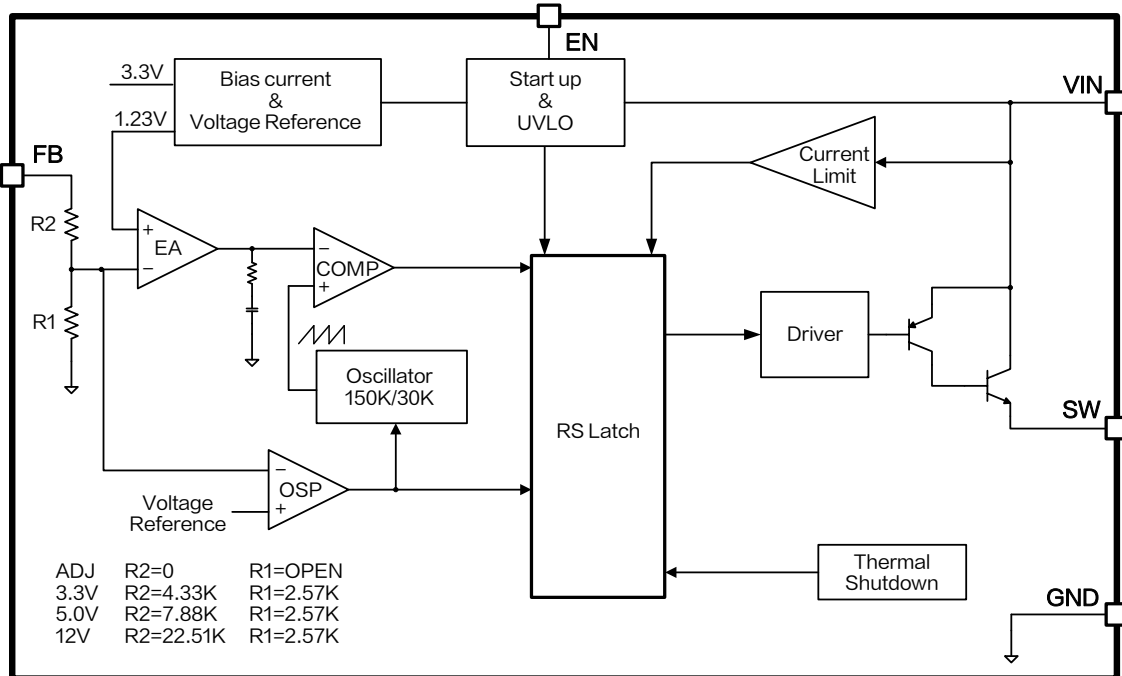 EN
3.3V
Bias current
&
Voltage Reference
1.23V
Start up
&
UVLO
VIN
FB
Current
Limit
R2
+
EA
−
−
COMP
+
R1
Oscillator
150K/30K
Driver
RS Latch
SW
−
OSP
+
Voltage
Reference
Thermal
Shutdown
GND
ADJ R2=0 R1=OPEN
3.3V R2=4.33K R1=2.57K
5.0V R2=7.88K R1=2.57K
12V R2=22.51K R1=2.57K